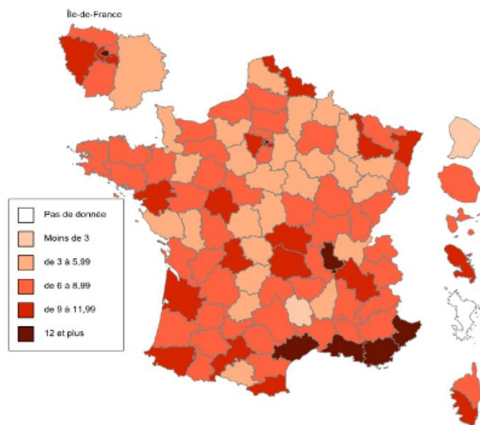 Île-de-France
Pas de donnée
Moins de 3
de 3 à 5,99
de 6 à 8,99
de 9 à 11,99
12 et plus